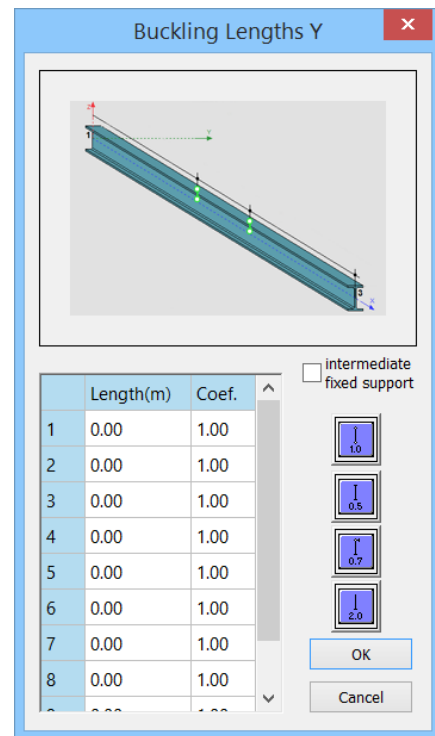 Buckling Lengths Y
×
Z
1
Y
3
X
intermediate
fixed support
Length(m) Coef.
1 0.00 1.00
2 0.00 1.00
3 0.00 1.00
4 0.00 1.00
5 0.00 1.00
6 0.00 1.00
7 0.00 1.00
8 0.00 1.00
1.0
0.5
0.7
2.0
OK
Cancel